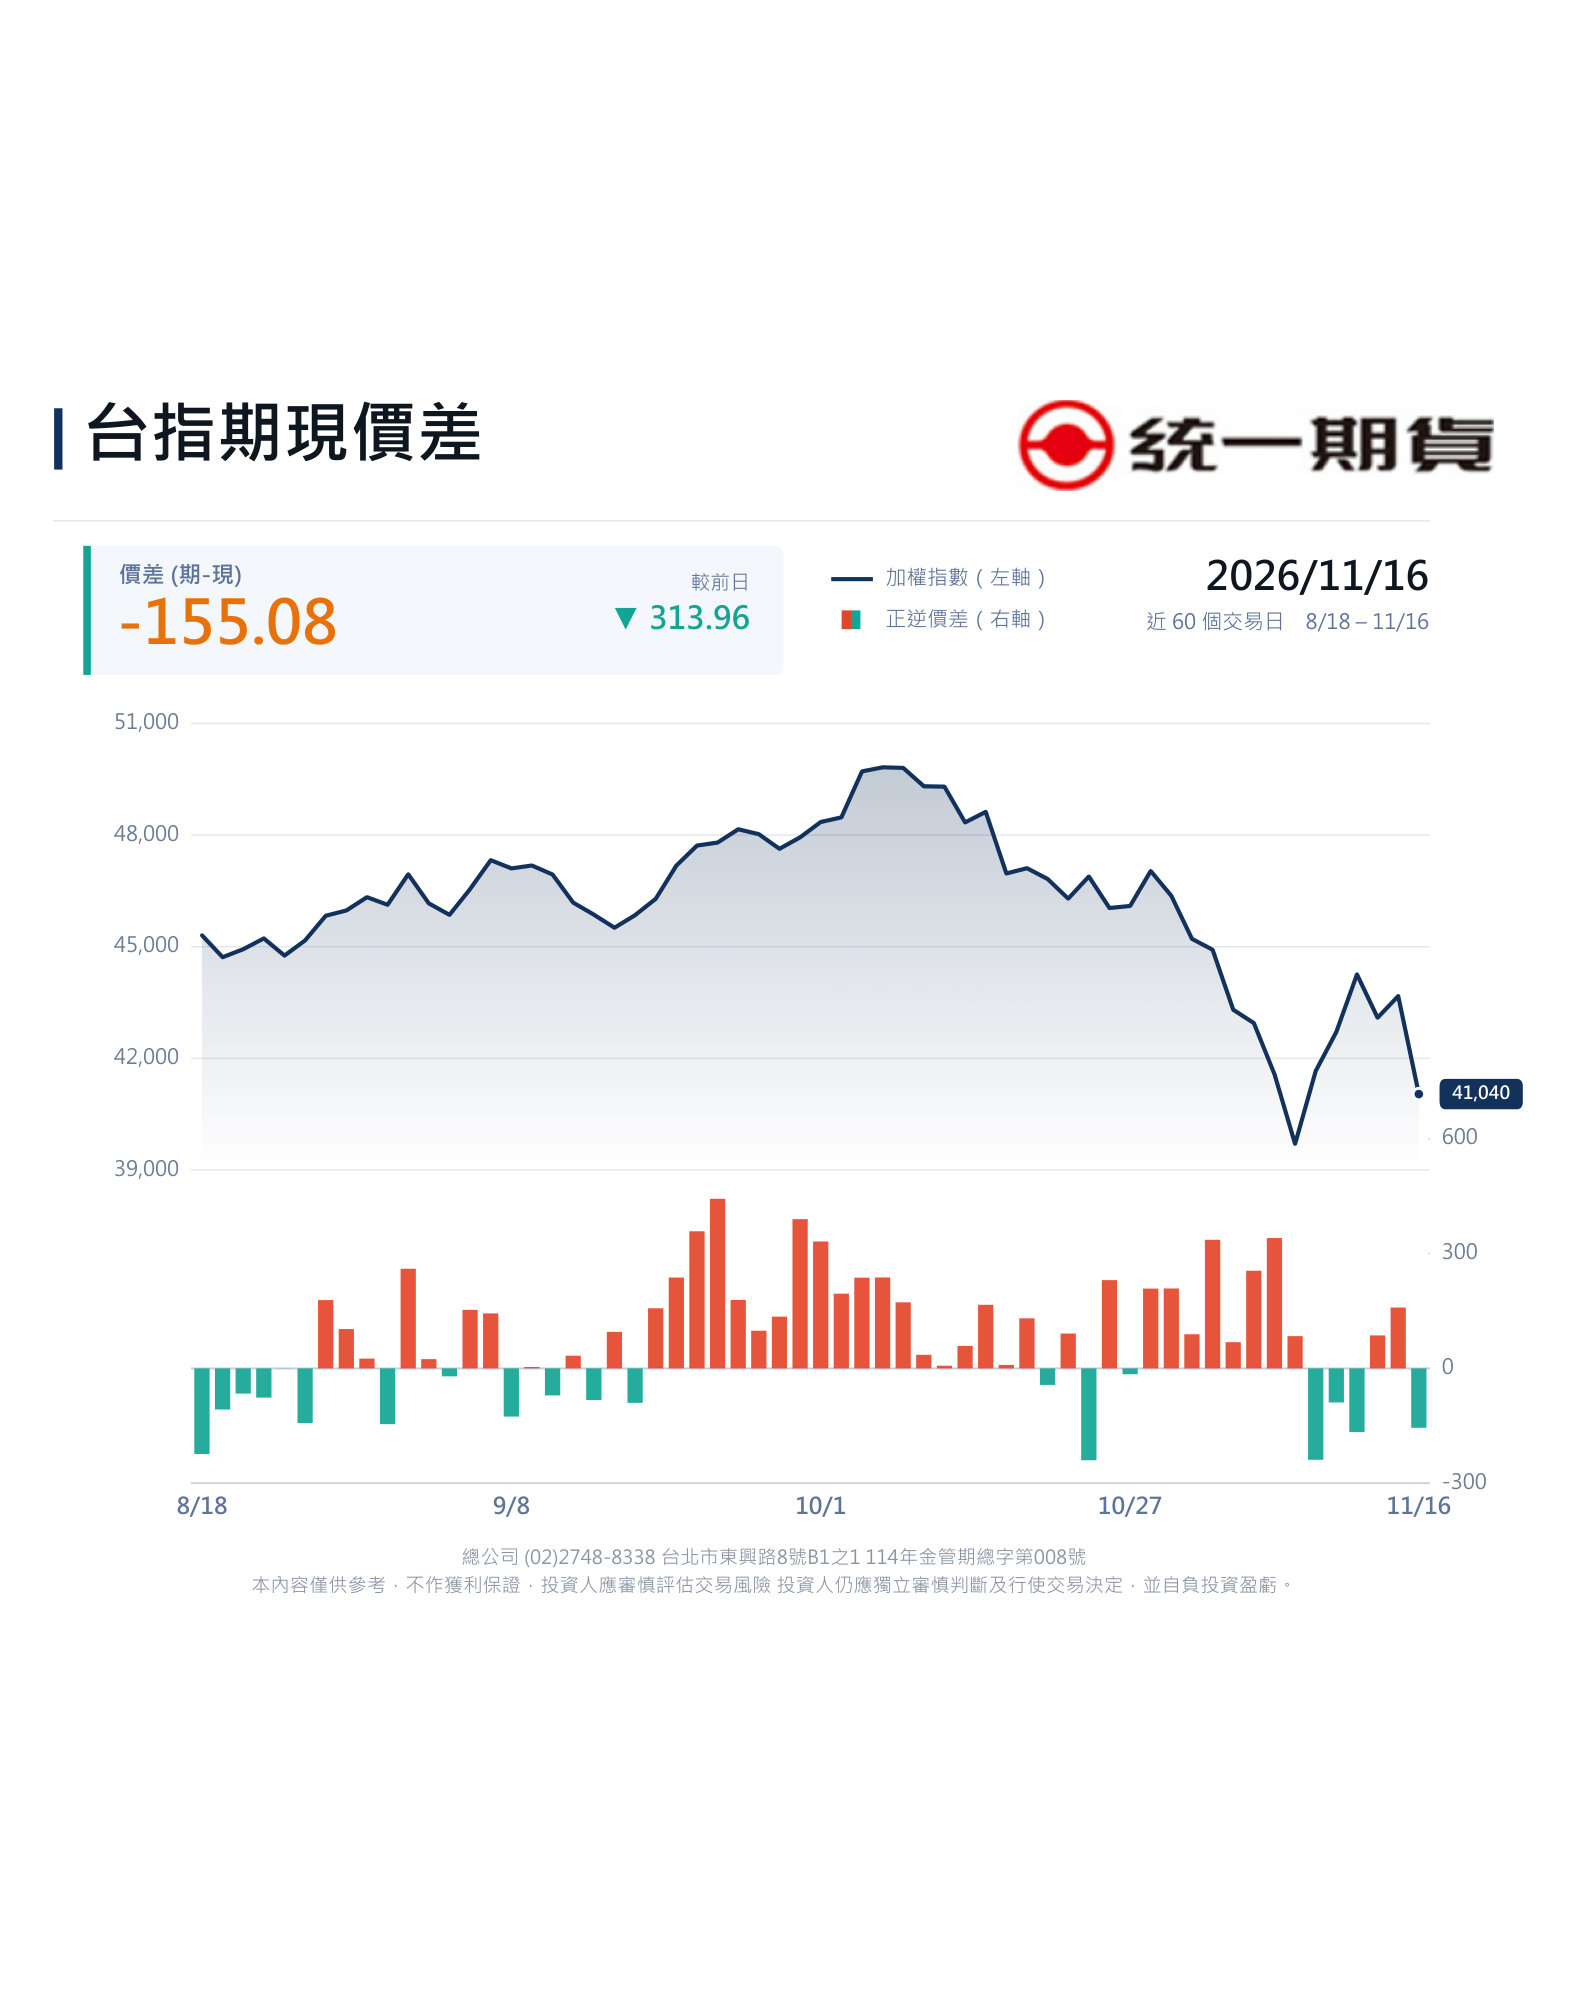 台指期現價差
統一期貨
價差 (期-現)
-155.08
較前日
▼ 313.96
加權指數（左軸）
正逆價差（右軸）
2026/11/16
近 60 個交易日 8/18 – 11/16
51,000
48,000
45,000
42,000
39,000
41,040
600
300
0
-300
8/18 9/8 10/1 10/27 11/16
總公司 (02)2748-8338 台北市東興路8號B1之1 114年金管期總字第008號
本內容僅供參考，不作獲利保證，投資人應審慎評估交易風險 投資人仍應獨立審慎判斷及行使交易決定，並自負投資盈虧。